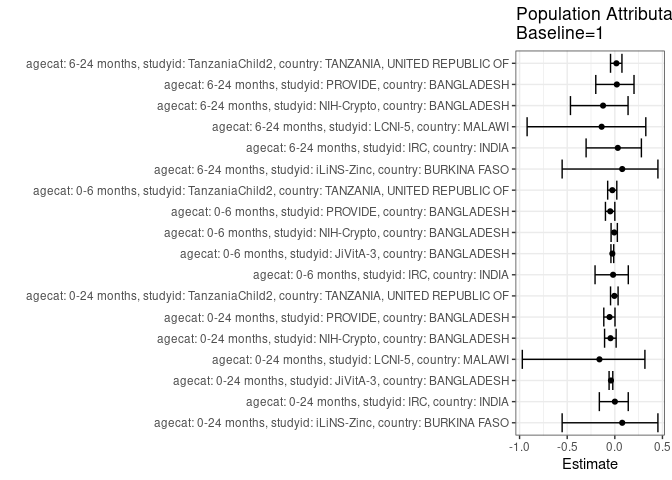 Population Attributa
Baseline=1
agecat: 6-24 months, studyid: TanzaniaChild2, country: TANZANIA, UNITED REPUBLIC OF
agecat: 6-24 months, studyid: PROVIDE, country: BANGLADESH
agecat: 6-24 months, studyid: NIH-Crypto, country: BANGLADESH
agecat: 6-24 months, studyid: LCNI-5, country: MALAWI
agecat: 6-24 months, studyid: IRC, country: INDIA
agecat: 6-24 months, studyid: iLiNS-Zinc, country: BURKINA FASO
agecat: 0-6 months, studyid: TanzaniaChild2, country: TANZANIA, UNITED REPUBLIC OF
agecat: 0-6 months, studyid: PROVIDE, country: BANGLADESH
agecat: 0-6 months, studyid: NIH-Crypto, country: BANGLADESH
agecat: 0-6 months, studyid: JiVitA-3, country: BANGLADESH
agecat: 0-6 months, studyid: IRC, country: INDIA
agecat: 0-24 months, studyid: TanzaniaChild2, country: TANZANIA, UNITED REPUBLIC OF
agecat: 0-24 months, studyid: PROVIDE, country: BANGLADESH
agecat: 0-24 months, studyid: NIH-Crypto, country: BANGLADESH
agecat: 0-24 months, studyid: LCNI-5, country: MALAWI
agecat: 0-24 months, studyid: JiVitA-3, country: BANGLADESH
agecat: 0-24 months, studyid: IRC, country: INDIA
agecat: 0-24 months, studyid: iLiNS-Zinc, country: BURKINA FASO
-1.0 -0.5 0.0 0.5
Estimate